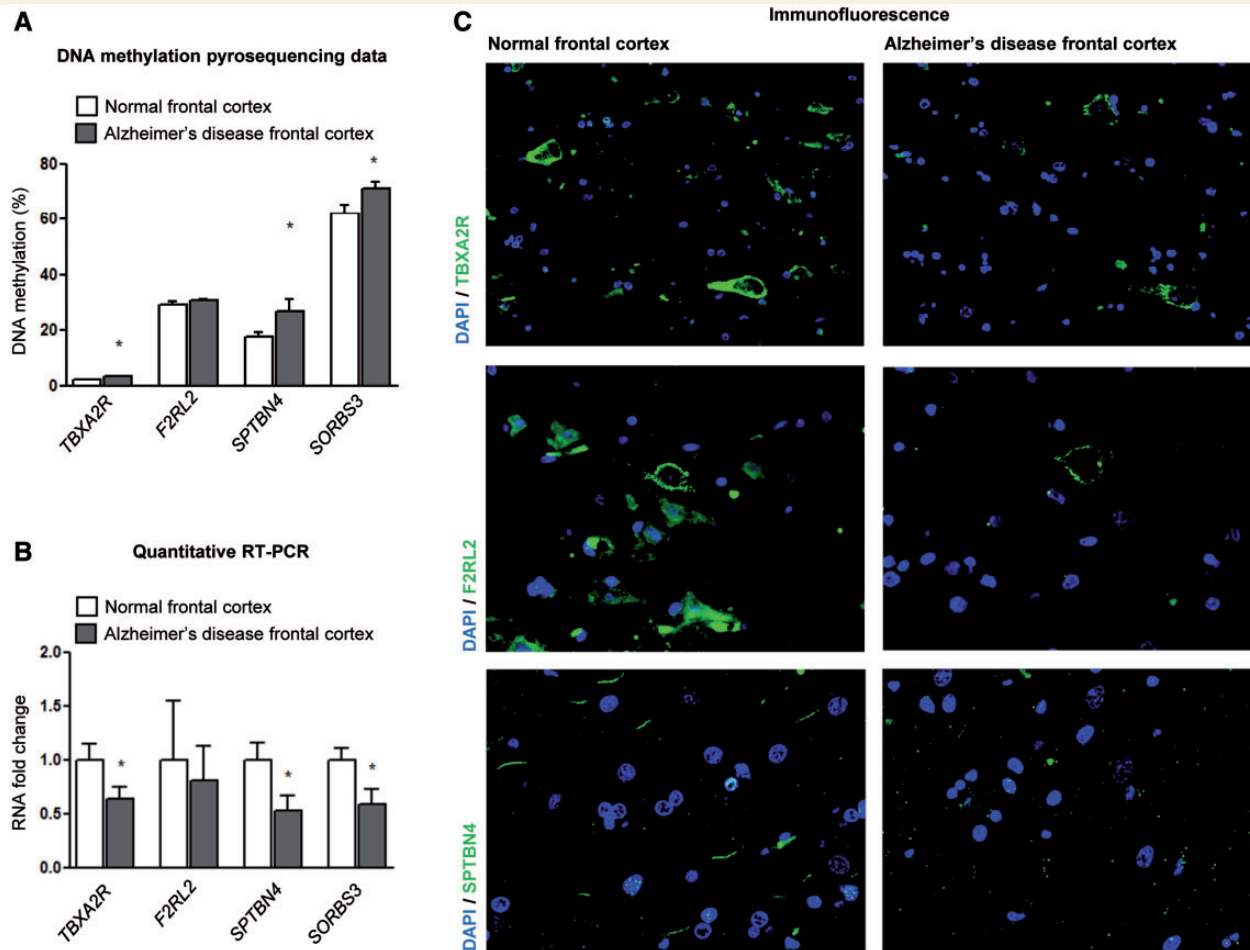 A
DNA methylation pyrosequencing data
Normal frontal cortex
Alzheimer's disease frontal cortex
DNA methylation (%)
80
60
40
20
0
*
*
*
TBXA2R
F2RL2
SPTBN4
SORBS3
B
Quantitative RT-PCR
Normal frontal cortex
Alzheimer's disease frontal cortex
RNA fold change
2.0
1.5
1.0
0.5
0.0
*
*
*
TBXA2R
F2RL2
SPTBN4
SORBS3
C
Immunofluorescence
Normal frontal cortex
Alzheimer's disease frontal cortex
DAPI / TBXA2R
DAPI / F2RL2
DAPI / SPTBN4